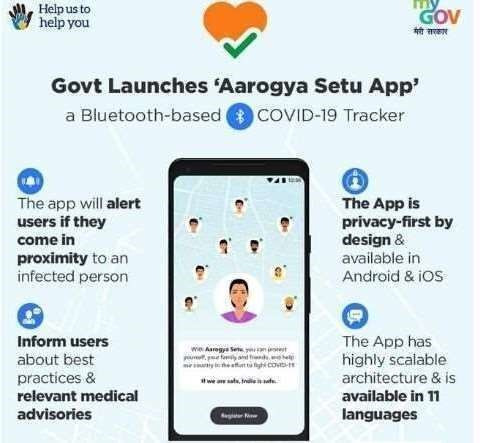 Help us to
help you
my
GOV
मेरी सरकार
Govt Launches ‘Aarogya Setu App’
a Bluetooth-based COVID-19 Tracker
The app will alert
users if they
come in
proximity to an
infected person
Inform users
about best
practices &
relevant medical
advisories
With Aarogya Setu, you can protect
yourself, your family and friends, and help
our country in the effort to fight COVID-19
If we are safe, India is safe.
Register Now
The App is
privacy-first by
design &
available in
Android & iOS
The App has
highly scalable
architecture & is
available in 11
languages